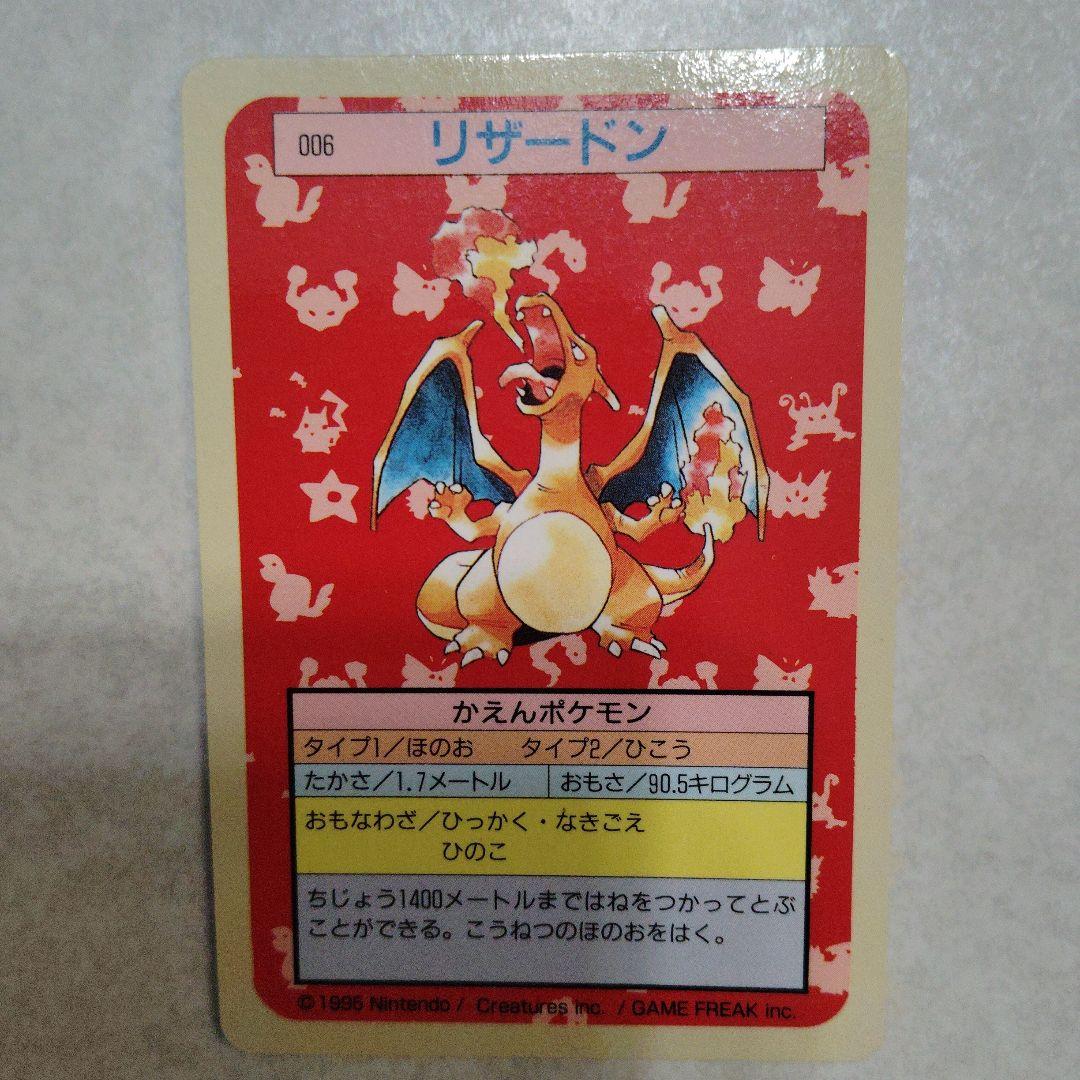 006 リザードン
かえんポケモン
タイプ1／ほのお タイプ2／ひこう
たかさ／1.7メートル おもさ／90.5キログラム
おもなわざ／ひっかく・なきごえ
ひのこ
ちじょう1400メートルまではねをつかってとぶ
ことができる。こうねつのほのおをはく。
© 1995 Nintendo / Creatures inc. / GAME FREAK inc.